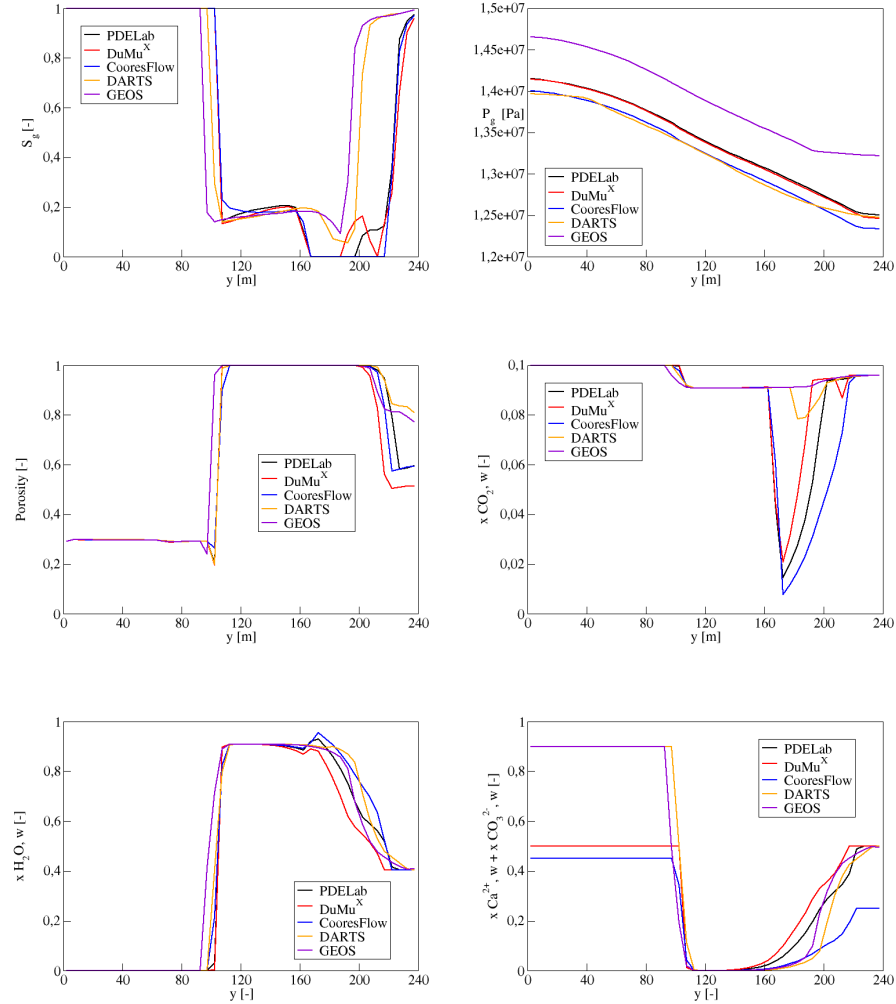 1
0,8
0,6
0,4
0,2
0
S_g [-]
PDELab
DuMu^X
CooresFlow
DARTS
GEOS
0 40 80 120 160 200 240
y [m]
1,5e+07
1,45e+07
1,4e+07
1,35e+07
1,3e+07
1,25e+07
1,2e+07
P_g [Pa]
PDELab
DuMu^X
CooresFlow
DARTS
GEOS
0 40 80 120 160 200 240
y [m]
1
0,8
0,6
0,4
0,2
0
Porosity [-]
PDELab
DuMu^X
CooresFlow
DARTS
GEOS
0 40 80 120 160 200 240
y [m]
0,1
0,08
0,06
0,04
0,02
0
x CO_2, w [-]
PDELab
DuMu^X
CooresFlow
DARTS
GEOS
0 40 80 120 160 200 240
y [m]
1
0,8
0,6
0,4
0,2
0
x H_2O, w [-]
PDELab
DuMu^X
CooresFlow
DARTS
GEOS
0 40 80 120 160 200 240
y [-]
1
0,8
0,6
0,4
0,2
0
x Ca^2+, w + x CO_3^2-, w [-]
PDELab
DuMu^X
CooresFlow
DARTS
GEOS
0 40 80 120 160 200 240
y [-]